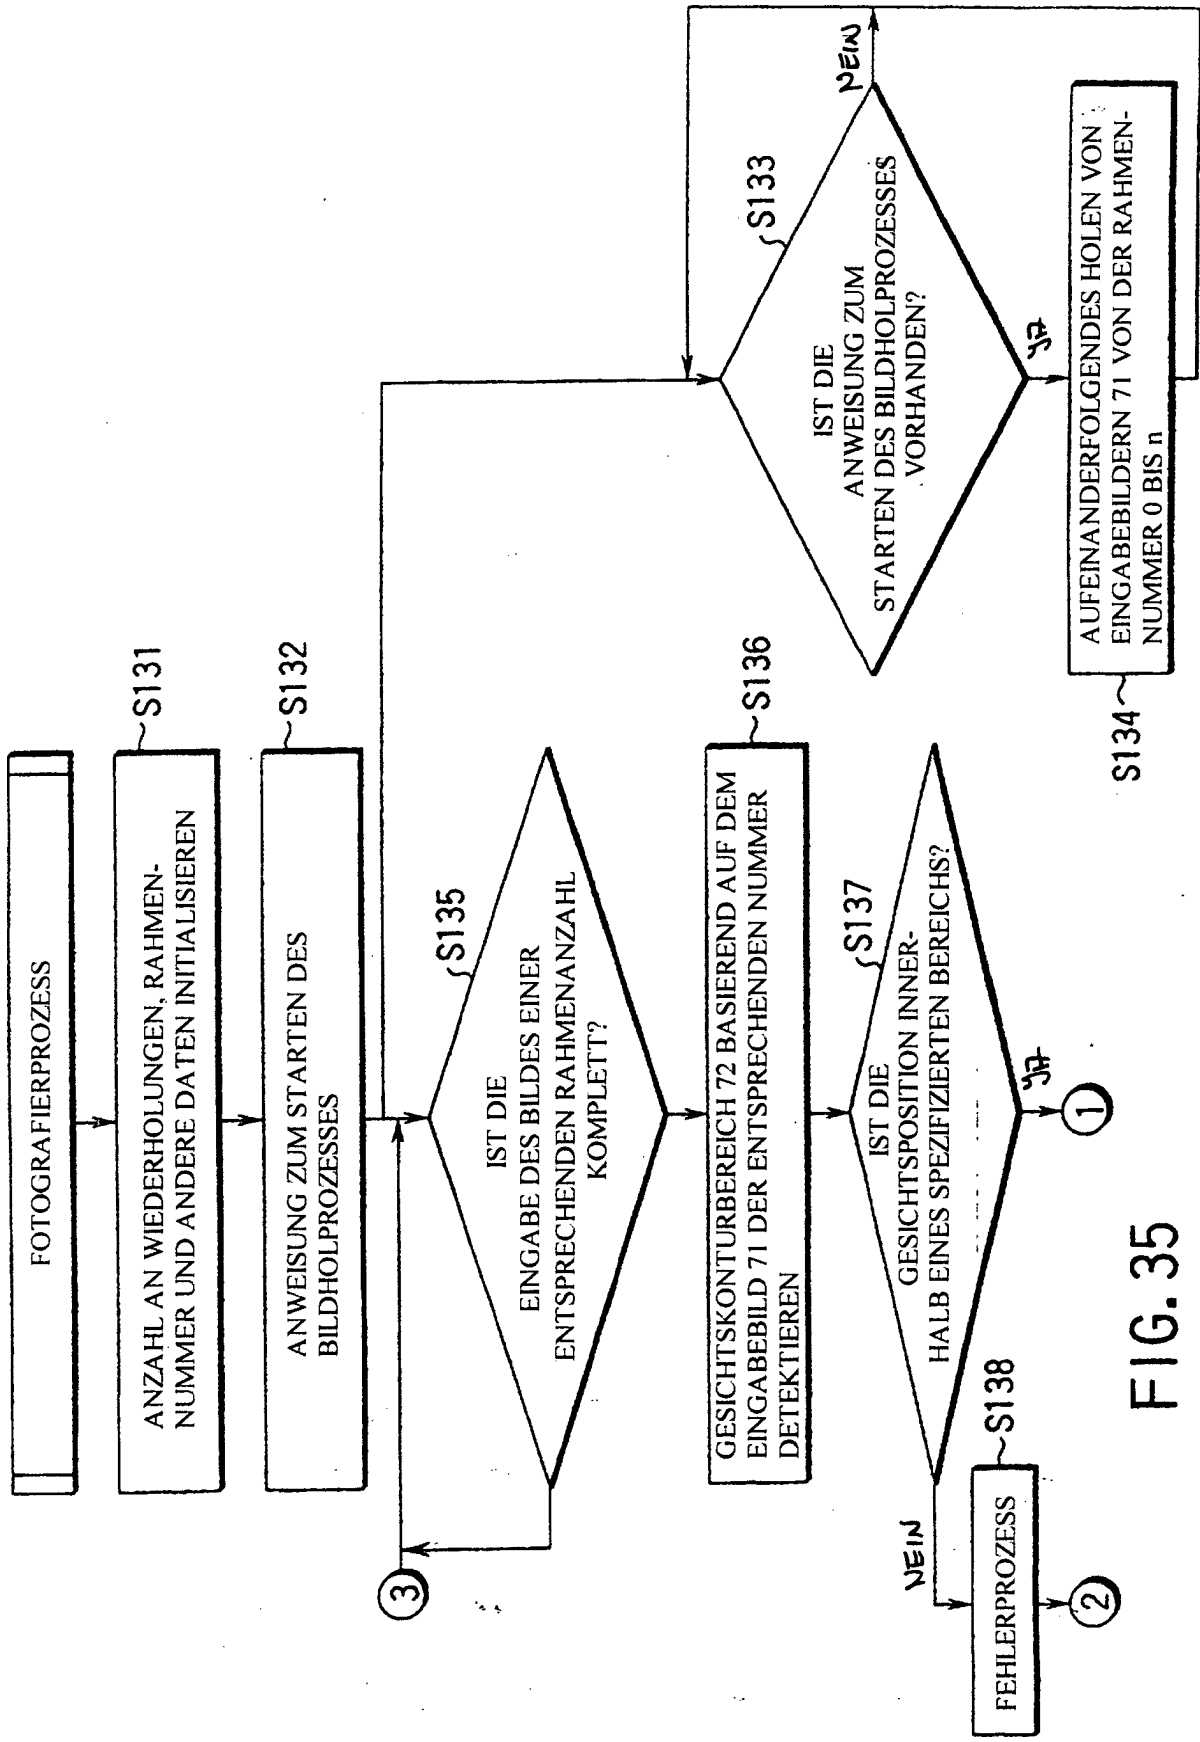 FOTOGRAFIERPROZESS
ANZAHL AN WIEDERHOLUNGEN, RAHMEN-
NUMMER UND ANDERE DATEN INITIALISIEREN
S131
ANWEISUNG ZUM STARTEN DES
BILDHOLPROZESSES
S132
3
IST DIE
EINGABE DES BILDES EINER
ENTSPRECHENDEN RAHMENANZAHL
KOMPLETT?
S135
GESICHTSKONTURBEREICH 72 BASIEREND AUF DEM
EINGABEBILD 71 DER ENTSPRECHENDEN NUMMER
DETEKTIEREN
S136
IST DIE
GESICHTSPOSITION INNER-
HALB EINES SPEZIFIZIERTEN BEREICHS?
S137
NEIN
JA
FEHLERPROZESS
S138
2
1
IST DIE
ANWEISUNG ZUM
STARTEN DES BILDHOLPROZESSES
VORHANDEN?
S133
NEIN
JA
AUFEINANDERFOLGENDES HOLEN VON
EINGABEBILDERN 71 VON DER RAHMEN-
NUMMER 0 BIS n
S134
FIG. 35